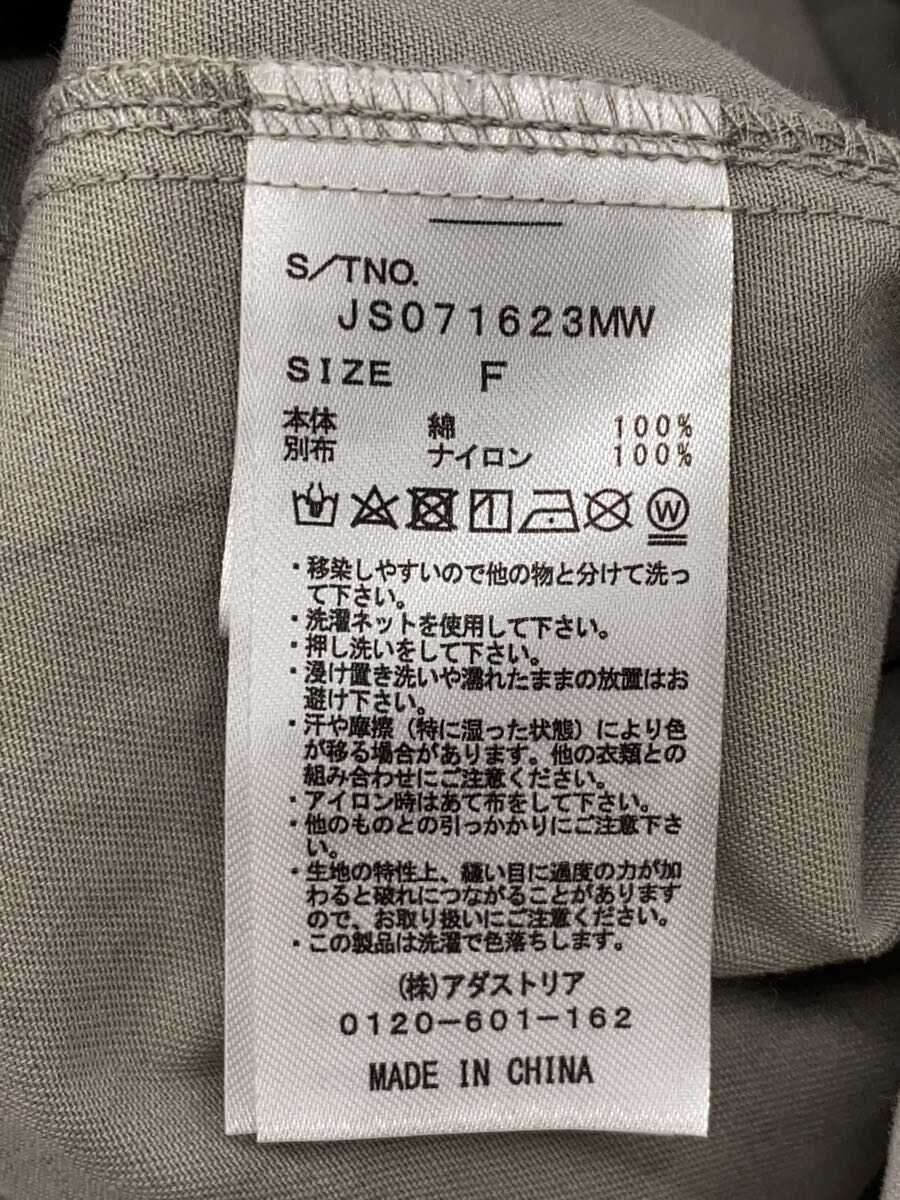 S/TNO.
JS071623MW
SIZE F
本体 綿 100%
別布 ナイロン 100%
W
・移染しやすいので他の物と分けて洗っ
て下さい。
・洗濯ネットを使用して下さい。
・押し洗いをして下さい。
・浸け置き洗いや濡れたままの放置はお
避け下さい。
・汗や摩擦（特に湿った状態）により色
が移る場合があります。他の衣類との
組み合わせにご注意ください。
・アイロン時はあて布をして下さい。
・他のものとの引っかかりにご注意下さ
い。
・生地の特性上、縫い目に過度の力が加
わると破れにつながることがあります
ので、お取り扱いにご注意ください。
・この製品は洗濯で色落ちします。
(株)アダストリア
0120-601-162
MADE IN CHINA